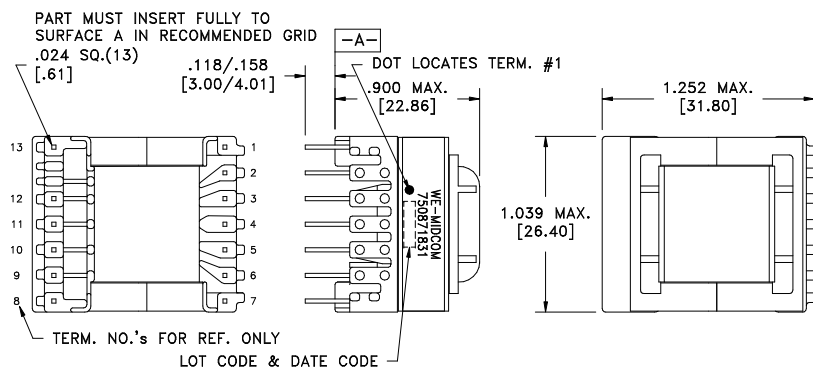 PART MUST INSERT FULLY TO
SURFACE A IN RECOMMENDED GRID
.024 SQ.(13)
[.61]
-A-
.118/.158
[3.00/4.01]
DOT LOCATES TERM. #1
.900 MAX.
[22.86]
1.252 MAX.
[31.80]
13
12
11
10
9
8
1
2
3
4
5
6
7
WE-MIDCOM
750871831
1.039 MAX.
[26.40]
TERM. NO.'s FOR REF. ONLY
LOT CODE & DATE CODE